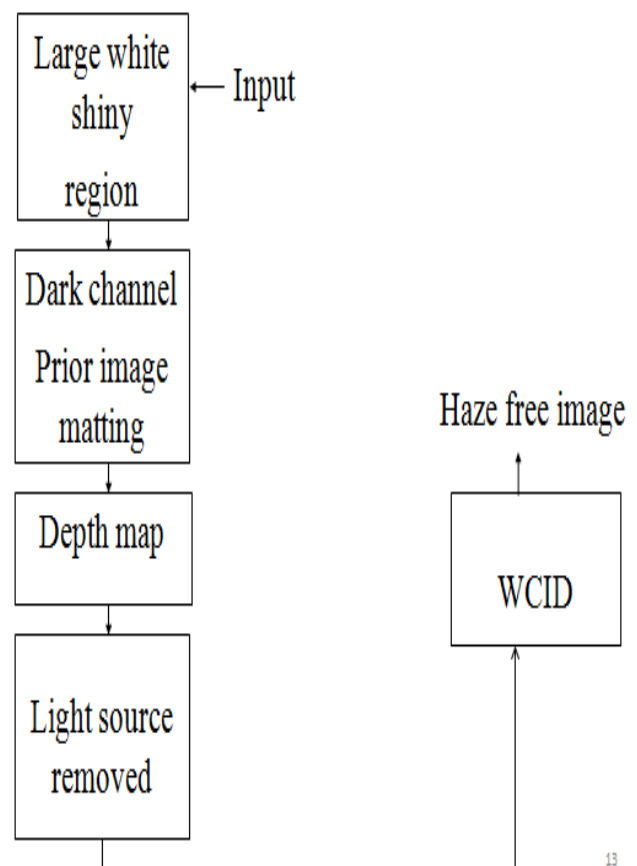 Large white
shiny
region
Input
Dark channel
Prior image
matting
Depth map
Light source
removed
Haze free image
WCID
13